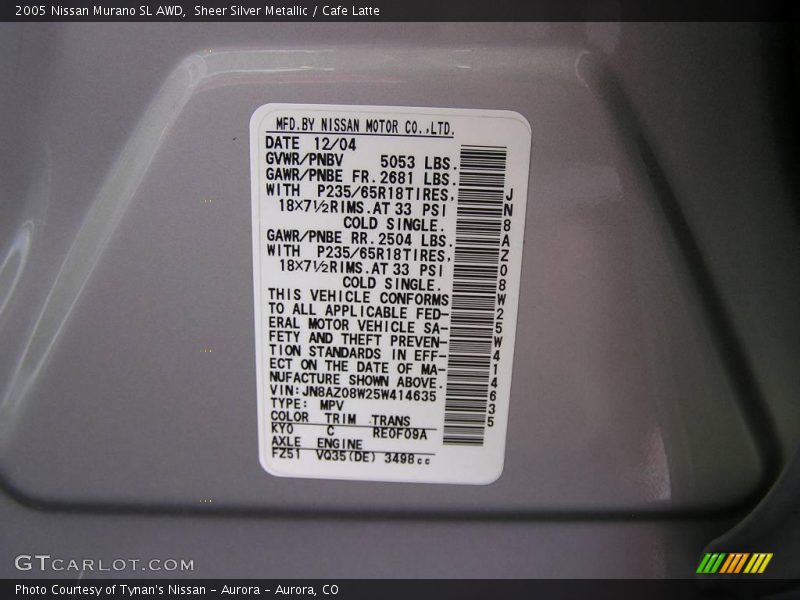 2005 Nissan Murano SL AWD,  Sheer Silver Metallic / Cafe Latte
MFD.BY NISSAN MOTOR CO.,LTD.
DATE 12/04
GVWR/PNBV 5053 LBS.
GAWR/PNBE FR.2681 LBS.
WITH P235/65R18TIRES,
18×7½RIMS.AT 33 PSI
COLD SINGLE.
GAWR/PNBE RR.2504 LBS.
WITH P235/65R18TIRES,
18×7½RIMS.AT 33 PSI
COLD SINGLE.
THIS VEHICLE CONFORMS
TO ALL APPLICABLE FED-
ERAL MOTOR VEHICLE SA-
FETY AND THEFT PREVEN-
TION STANDARDS IN EFF-
ECT ON THE DATE OF MA-
NUFACTURE SHOWN ABOVE.
VIN:JN8AZ08W25W414635
TYPE: MPV
COLOR TRIM TRANS
KY0 C RE0F09A
AXLE ENGINE
FZ51 VQ35(DE) 3498cc
JN8AZ08W25W414635
GTCARLOT.COM
Photo Courtesy of Tynan's Nissan - Aurora - Aurora, CO